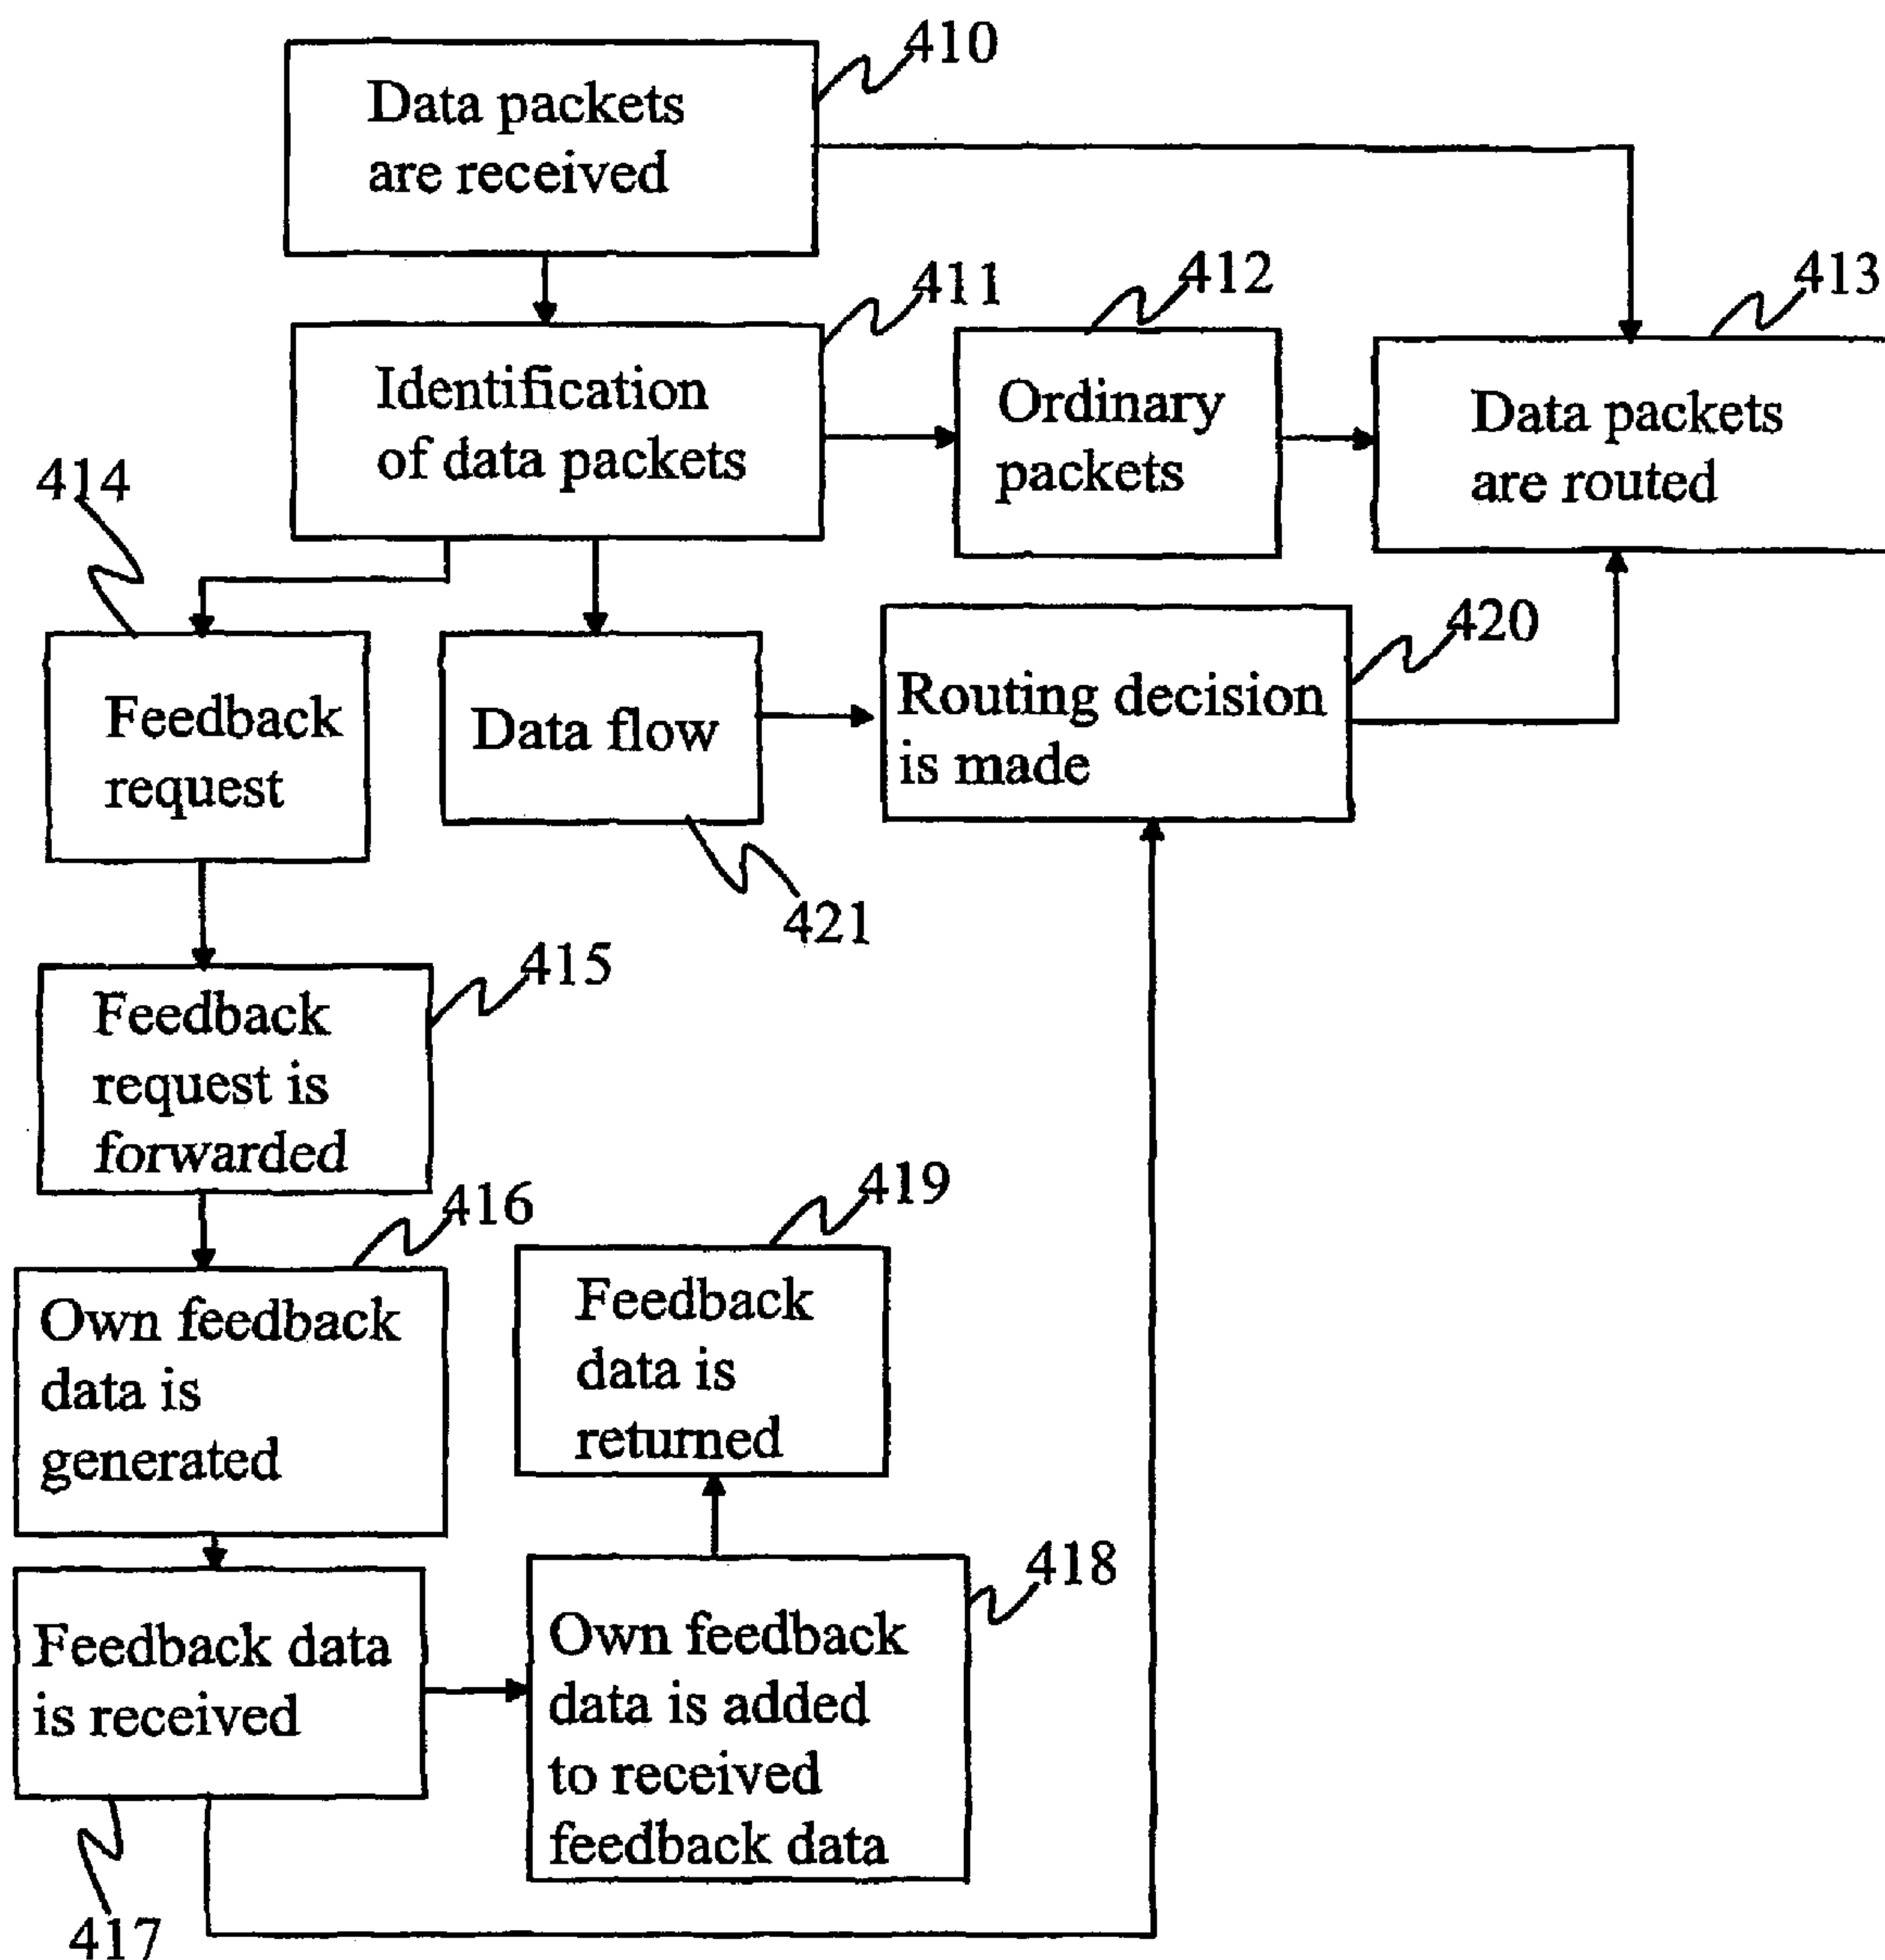 410
Data packets
are received
411
Identification
of data packets
412
Ordinary
packets
413
Data packets
are routed
414
Feedback
request
Data flow
421
Routing decision
is made
420
415
Feedback
request is
forwarded
416
Own feedback
data is
generated
419
Feedback
data is
returned
Feedback data
is received
417
418
Own feedback
data is added
to received
feedback data